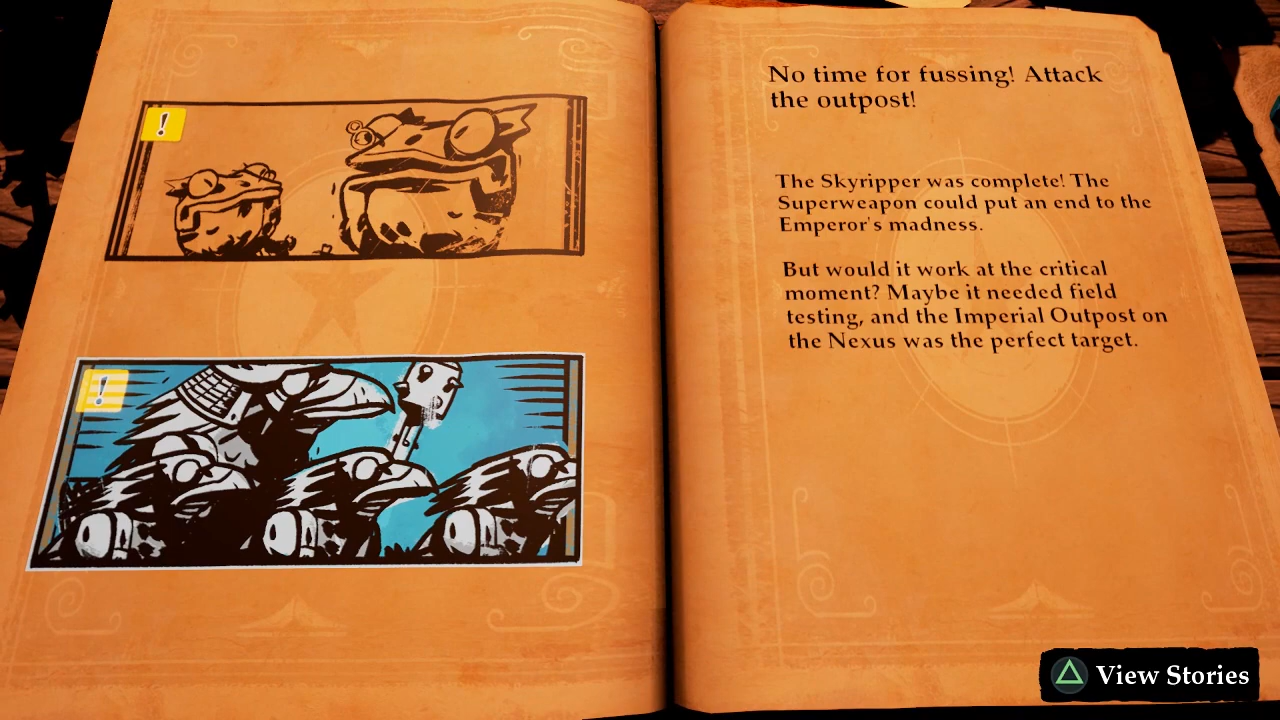 !
!
No time for fussing! Attack
the outpost!
The Skyripper was complete! The
Superweapon could put an end to the
Emperor's madness.
But would it work at the critical
moment? Maybe it needed field
testing, and the Imperial Outpost on
the Nexus was the perfect target.
View Stories